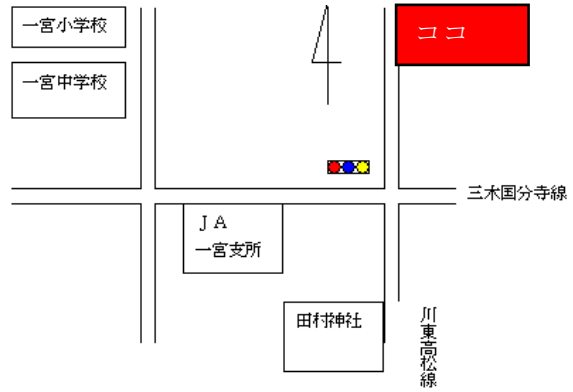 一宮小学校
ココ
一宮中学校
三木国分寺線
JA
一宮支所
田村神社
川東高松線